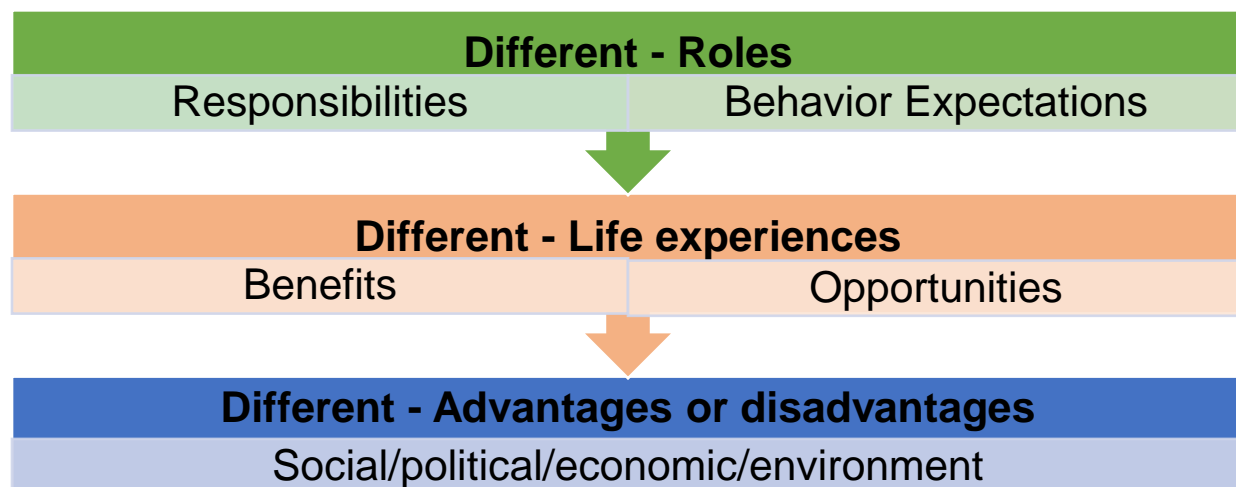 Different - Roles
Responsibilities
Behavior Expectations
Different - Life experiences
Benefits
Opportunities
Different - Advantages or disadvantages
Social/political/economic/environment